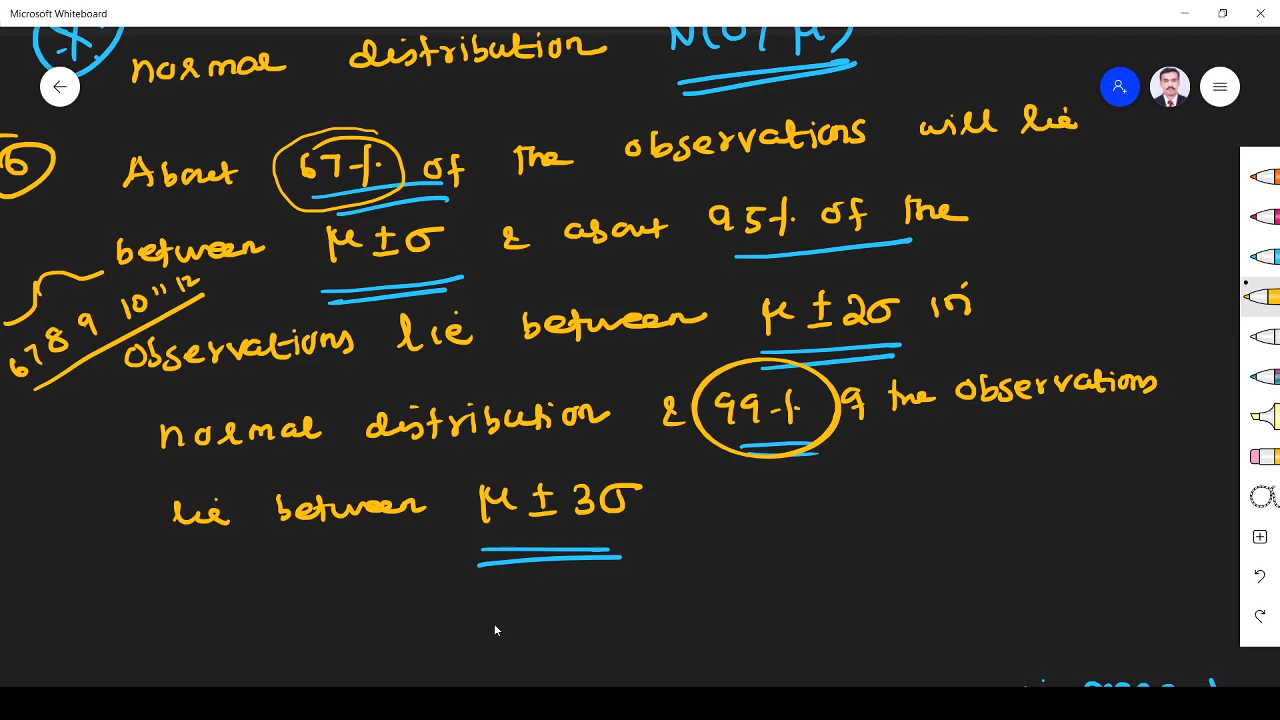 Microsoft Whiteboard
normal distribution
6 About 67% of the observations will lie
between μ ± σ & about 95% of the
6 7 8 9 10 11 12
observations lie between μ ± 2σ in
normal distribution & 99% of the observations
lie between μ ± 3σ